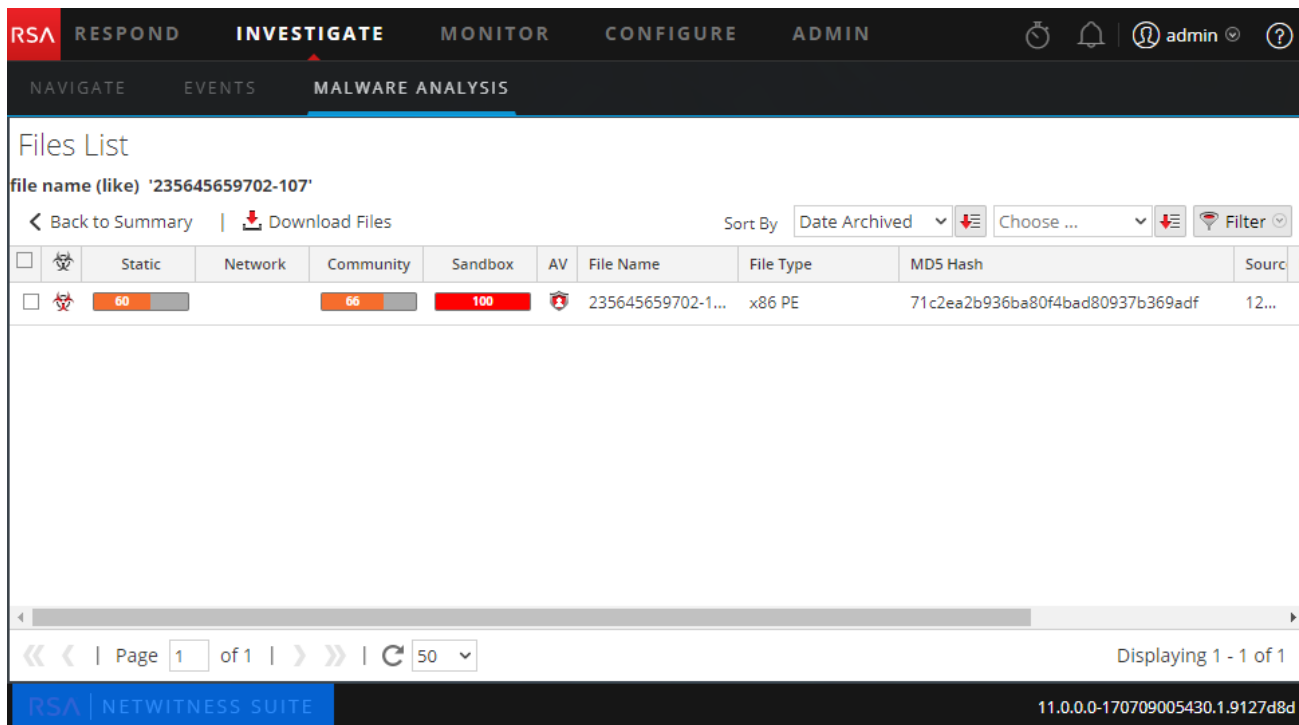 RSA RESPOND INVESTIGATE MONITOR CONFIGURE ADMIN admin ?
NAVIGATE EVENTS MALWARE ANALYSIS
Files List
file name (like) '235645659702-107'
Back to Summary | Download Files Sort By Date Archived Choose ... Filter
Static Network Community Sandbox AV File Name File Type MD5 Hash Sourc
60 66 100 235645659702-1... x86 PE 71c2ea2b936ba80f4bad80937b369adf 12...
| Page 1 of 1 | | 50 Displaying 1 - 1 of 1
RSA | NETWITNESS SUITE 11.0.0.0-170709005430.1.9127d8d